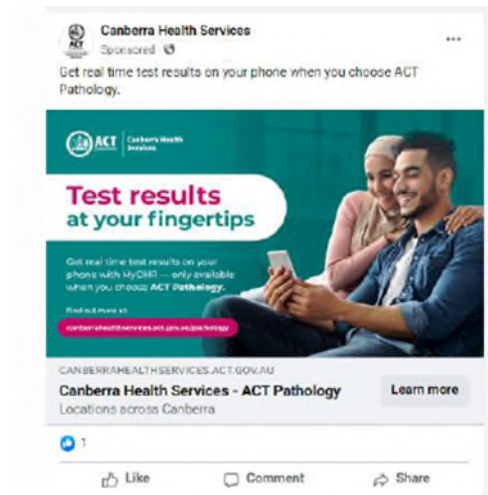 Canberra Health Services
Sponsored
Get real time test results on your phone when you choose ACT
Pathology.
ACT
Canberra Health
Services
Test results
at your fingertips
Get real time test results on your
phone with MyDHR — only available
when you choose ACT Pathology.
Find out more at:
canberrahealthservices.act.gov.au/pathology
CANBERRAHEALTHSERVICES.ACT.GOV.AU
Canberra Health Services - ACT Pathology
Learn more
Locations across Canberra
1
Like
Comment
Share